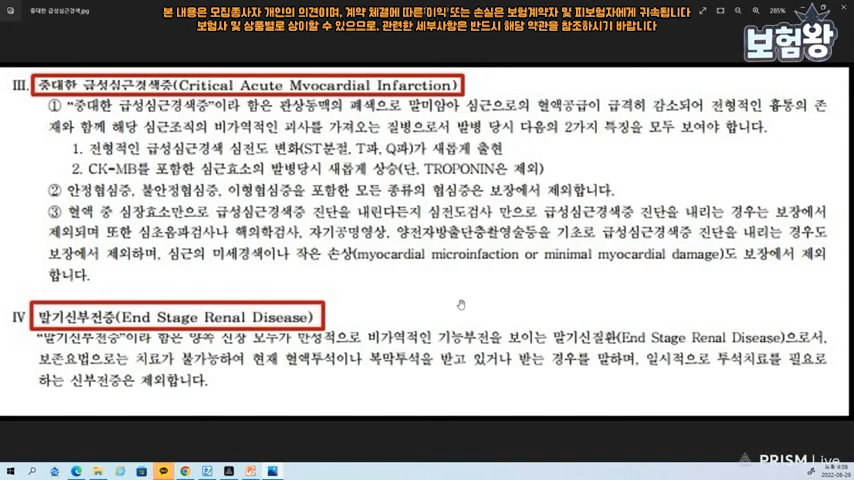 중대한 급성심근경색.jpg
본 내용은 모집종사자 개인의 의견이며, 계약 체결에 따른 이익 또는 손실은 보험계약자 및 피보험자에게 귀속됩니다
보험사 및 상품별로 상이할 수 있으므로, 관련한 세부사항은 반드시 해당 약관을 참조하시기 바랍니다
285%
보험왕
III. 중대한 급성심근경색증(Critical Acute Myocardial Infarction)
① “중대한 급성심근경색증”이라 함은 관상동맥의 폐색으로 말미암아 심근으로의 혈액공급이 급격히 감소되어 전형적인 흉통의 존
재와 함께 해당 심근조직의 비가역적인 괴사를 가져오는 질병으로서 발병 당시 다음의 2가지 특징을 모두 보여야 합니다.
1. 전형적인 급성심근경색 심전도 변화(ST분절, T파, Q파)가 새롭게 출현
2. CK-MB를 포함한 심근효소의 발병당시 새롭게 상승(단, TROPONIN은 제외)
② 안정협심증, 불안정협심증, 이형협심증을 포함한 모든 종류의 협심증은 보장에서 제외합니다.
③ 혈액 중 심장효소만으로 급성심근경색증 진단을 내린다든지 심전도검사 만으로 급성심근경색증 진단을 내리는 경우는 보장에서
제외되며 또한 심초음파검사나 핵의학검사, 자기공명영상, 양전자방출단층촬영술등을 기초로 급성심근경색증 진단을 내리는 경우도
보장에서 제외하며, 심근의 미세경색이나 작은 손상(myocardial microinfaction or minimal myocardial damage)도 보장에서 제외
합니다.
IV 말기신부전증(End Stage Renal Disease)
“말기신부전증”이라 함은 양쪽 신장 모두가 만성적으로 비가역적인 기능부전을 보이는 말기신질환(End Stage Renal Disease)으로서,
보존요법으로는 치료가 불가능하여 현재 혈액투석이나 복막투석을 받고 있거나 받는 경우를 말하며, 일시적으로 투석치료를 필요로
하는 신부전증은 제외합니다.
PRISM Live
오후 9:08
2022-08-29